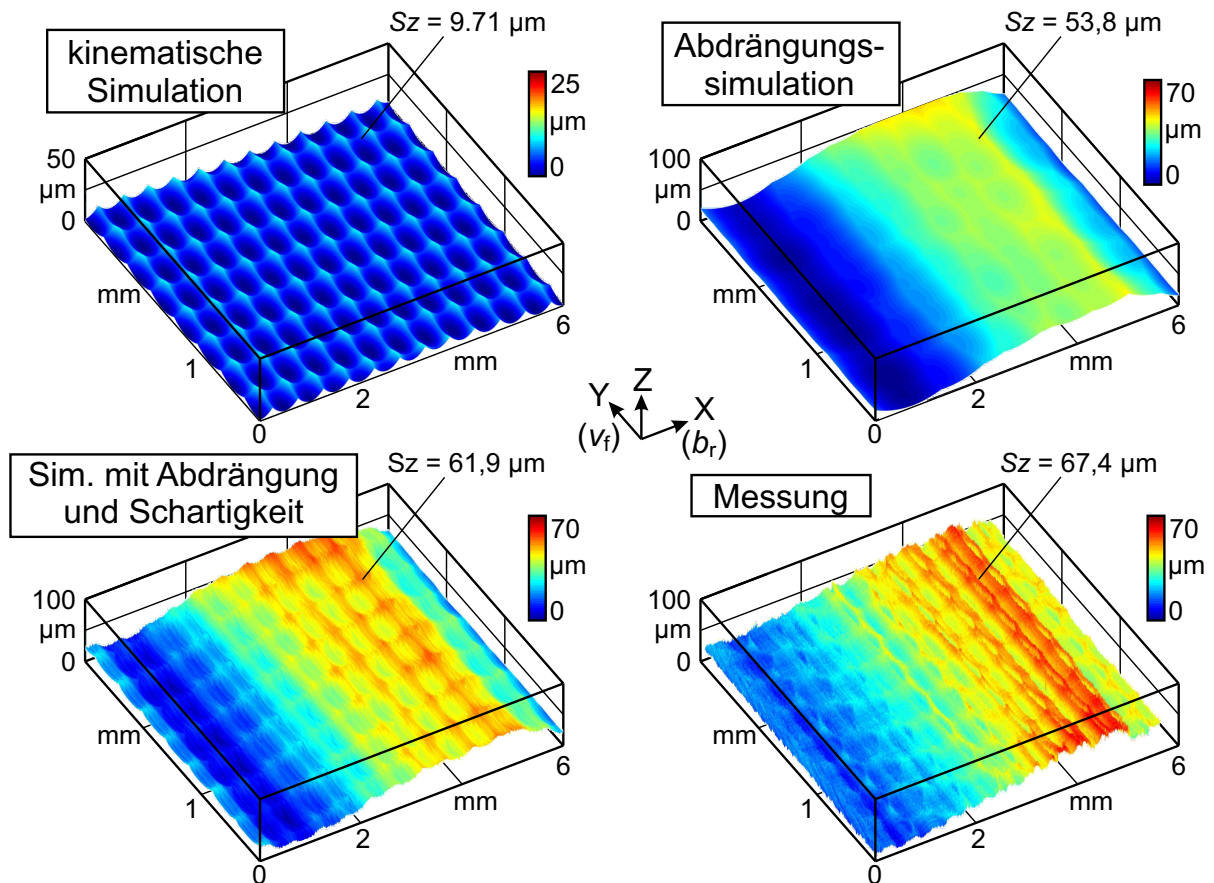 kinematische
Simulation
Sz = 9.71 µm
25
µm
0
50
µm
0
mm
1
0
2
mm
6
Abdrängungs-
simulation
Sz = 53,8 µm
70
µm
0
100
µm
0
mm
1
0
2
mm
6
Y
Z
X
(vf)
(br)
Sim. mit Abdrängung
und Schartigkeit
Sz = 61,9 µm
70
µm
0
100
µm
0
mm
1
0
2
mm
6
Messung
Sz = 67,4 µm
70
µm
0
100
µm
0
mm
1
0
2
mm
6